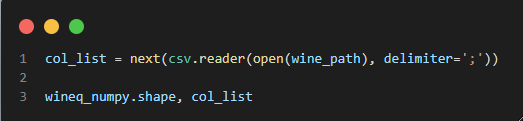 1 col_list = next(csv.reader(open(wine_path), delimiter=';'))
2
3 wineq_numpy.shape, col_list